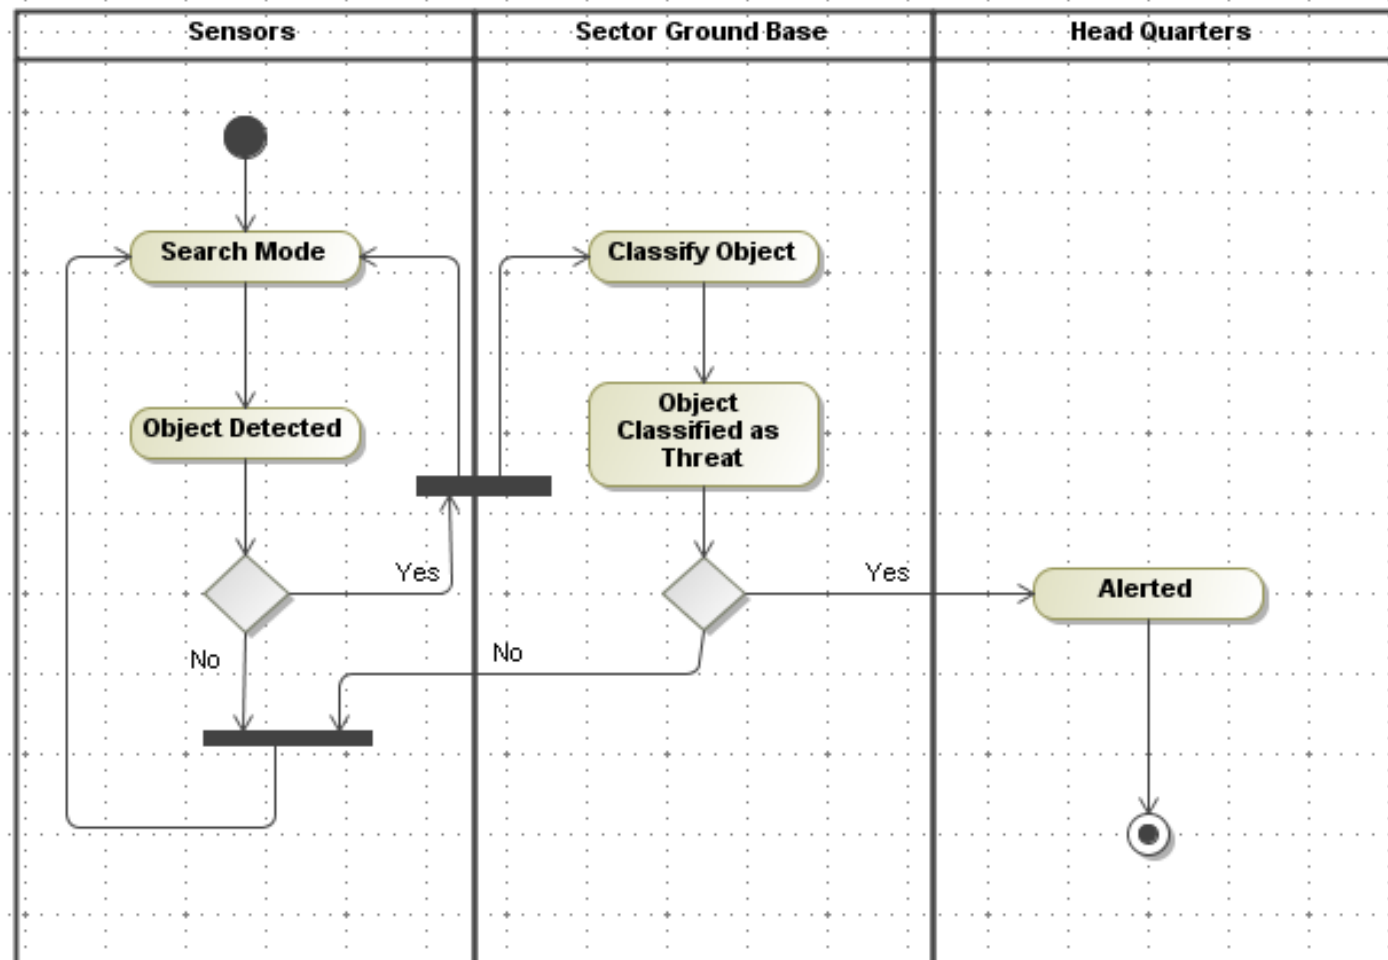 Sensors
Sector Ground Base
Head Quarters
Search Mode
Classify Object
Object Detected
Object
Classified as
Threat
Yes
Yes
Alerted
No
No